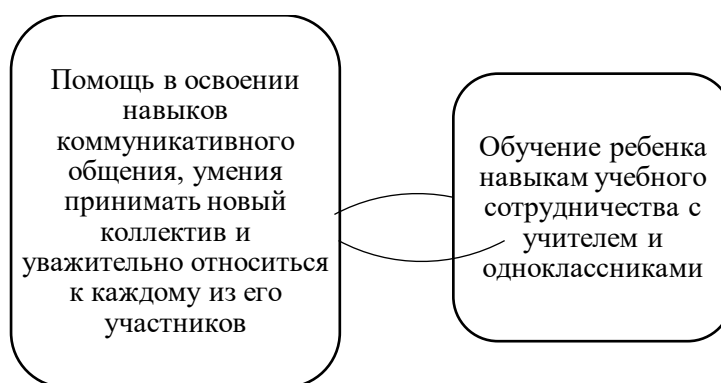 Помощь в освоении
навыков
коммуникативного
общения, умения
принимать новый
коллектив и
уважительно относиться
к каждому из его
участников
Обучение ребенка
навыкам учебного
сотрудничества с
учителем и
одноклассниками